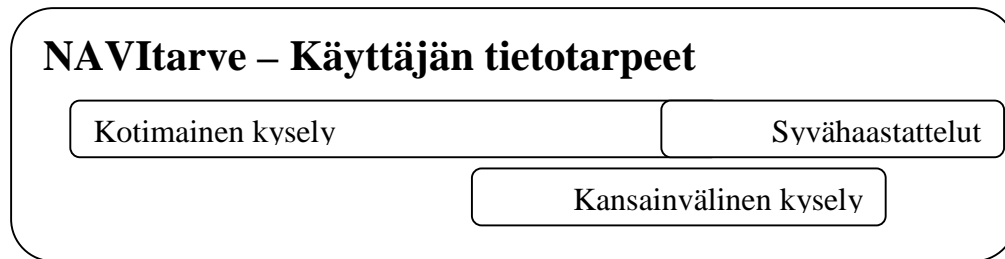 NAVItarve – Käyttäjän tietotarpeet
Kotimainen kysely
Syvähaastattelut
Kansainvälinen kysely